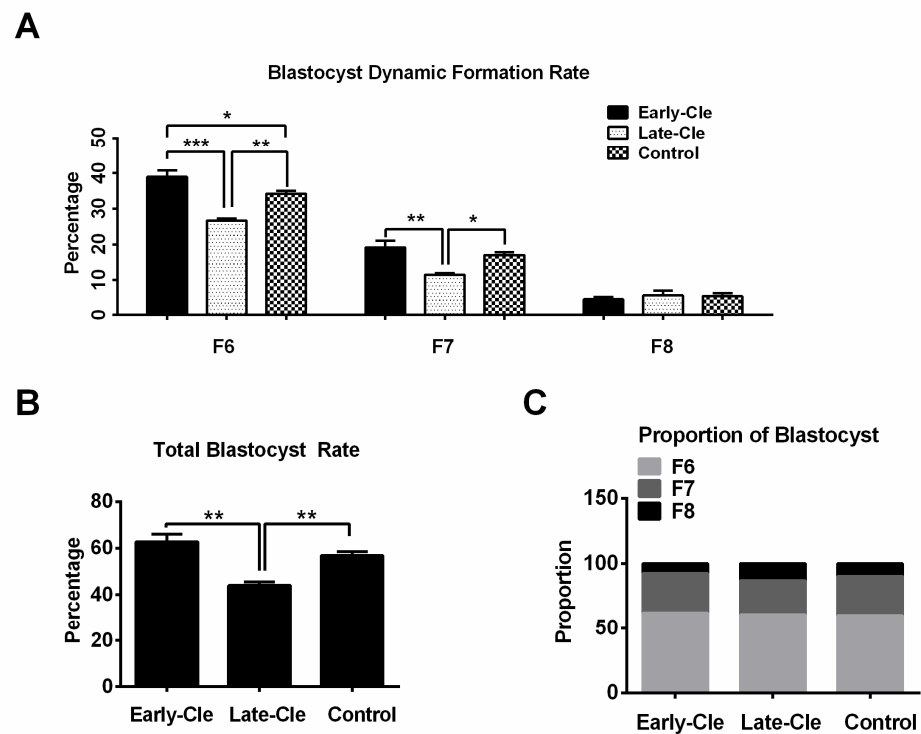 A
Blastocyst Dynamic Formation Rate
Early-Cle
Late-Cle
Control
Percentage
50
40
30
20
10
0
*
*** **
** *
F6 F7 F8
B
Total Blastocyst Rate
Percentage
80
60
40
20
0
** **
Early-Cle Late-Cle Control
C
Proportion of Blastocyst
F6
F7
F8
Proportion
150
100
50
0
Early-Cle Late-Cle Control